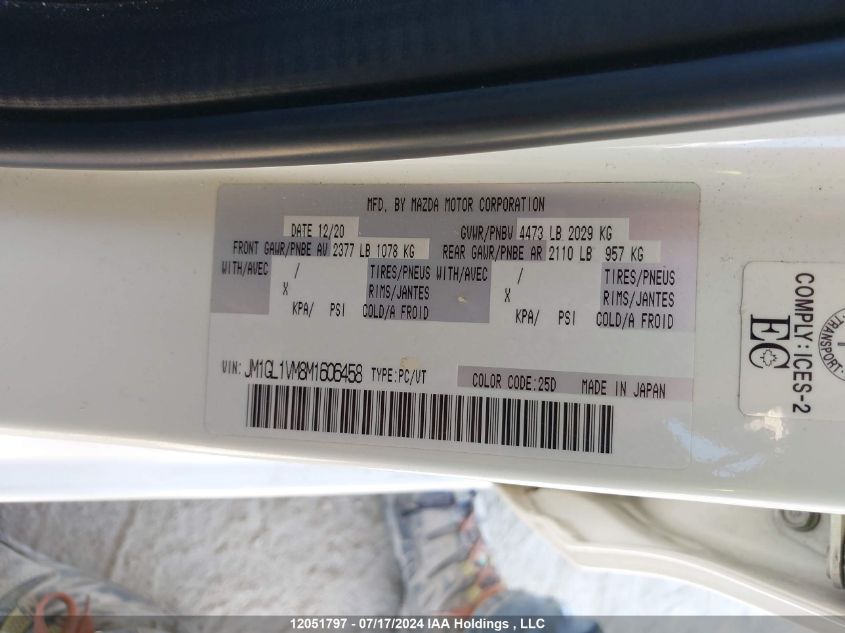 MFD. BY MAZDA MOTOR CORPORATION
DATE 12/20 GVWR/PNBV 4473 LB 2029 KG
FRONT GAWR/PNBE AV 2377 LB 1078 KG REAR GAWR/PNBE AR 2110 LB 957 KG
WITH/AVEC / TIRES/PNEUS WITH/AVEC / TIRES/PNEUS
X RIMS/JANTES X RIMS/JANTES
KPA/ PSI COLD/A FROID KPA/ PSI COLD/A FROID
VIN: JM1GL1VM8M1606458 TYPE:PC/VT COLOR CODE:25D MADE IN JAPAN
COMPLY: ICES-2
EC
TRANSPORT
12051797 - 07/17/2024 IAA Holdings, LLC